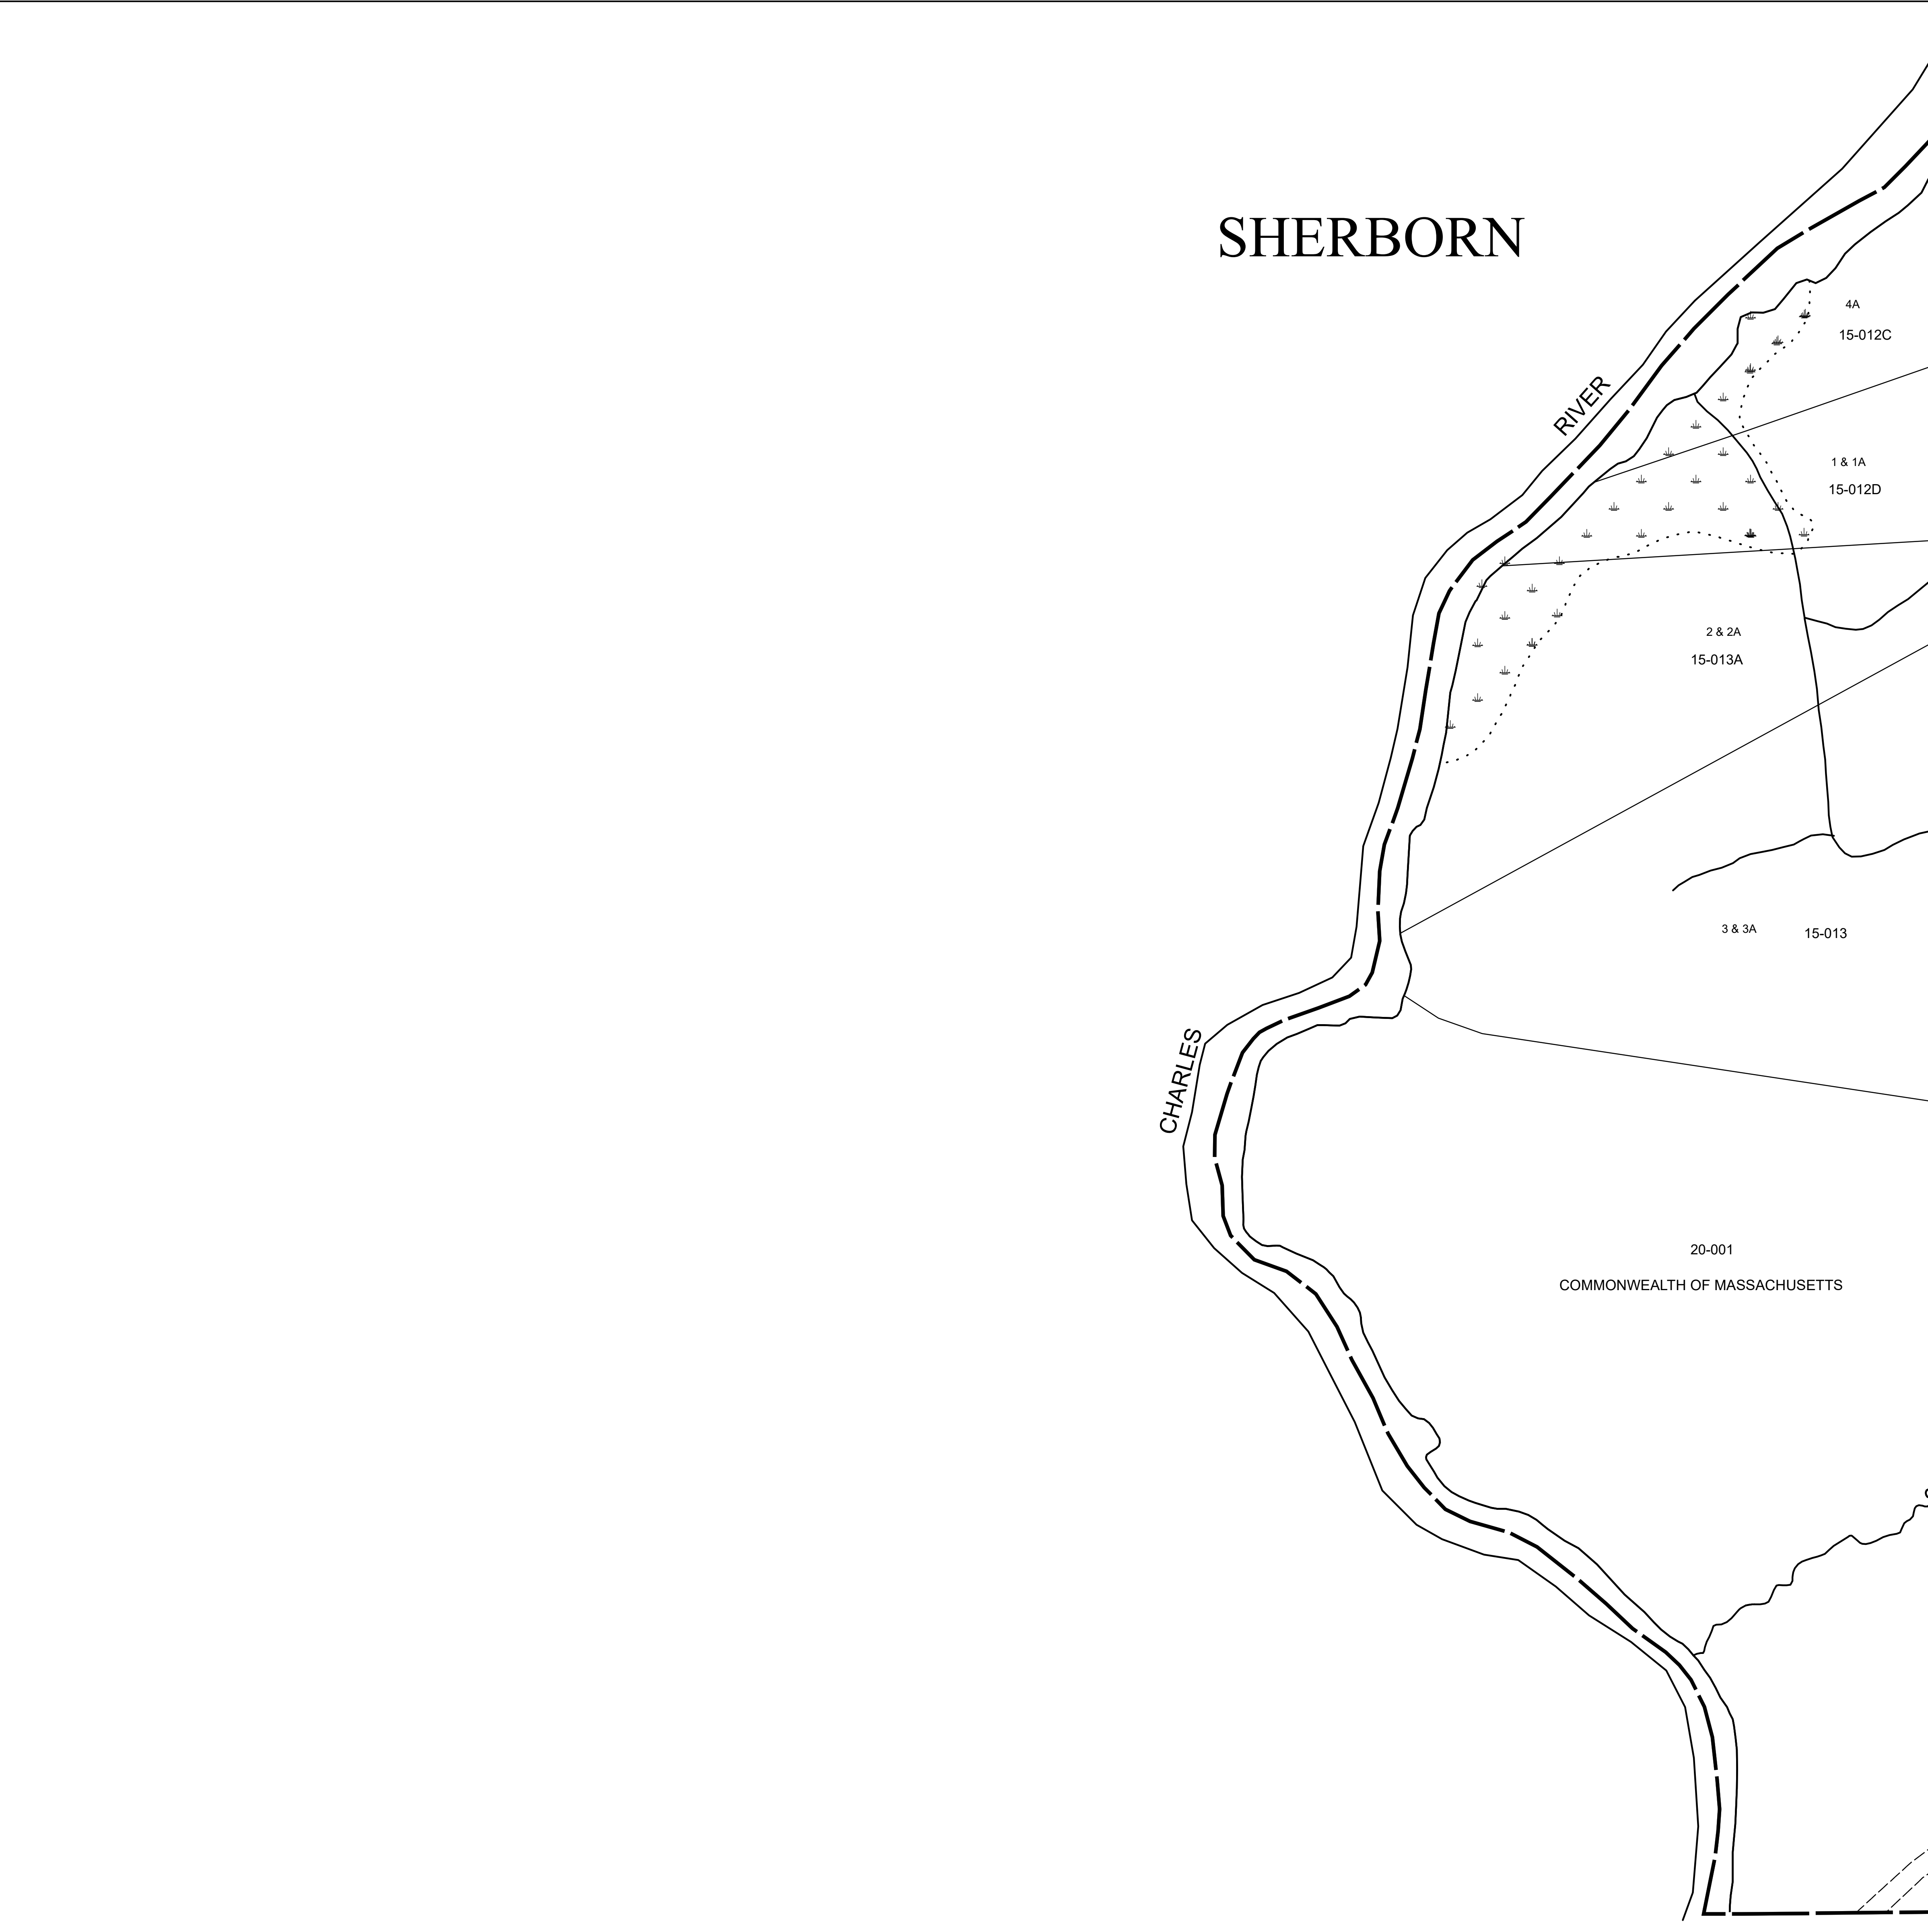 SHERBORN
4A
15-012C
RIVER
1 & 1A
15-012D
2 & 2A
15-013A
3 & 3A
15-013
CHARLES
20-001
COMMONWEALTH OF MASSACHUSETTS